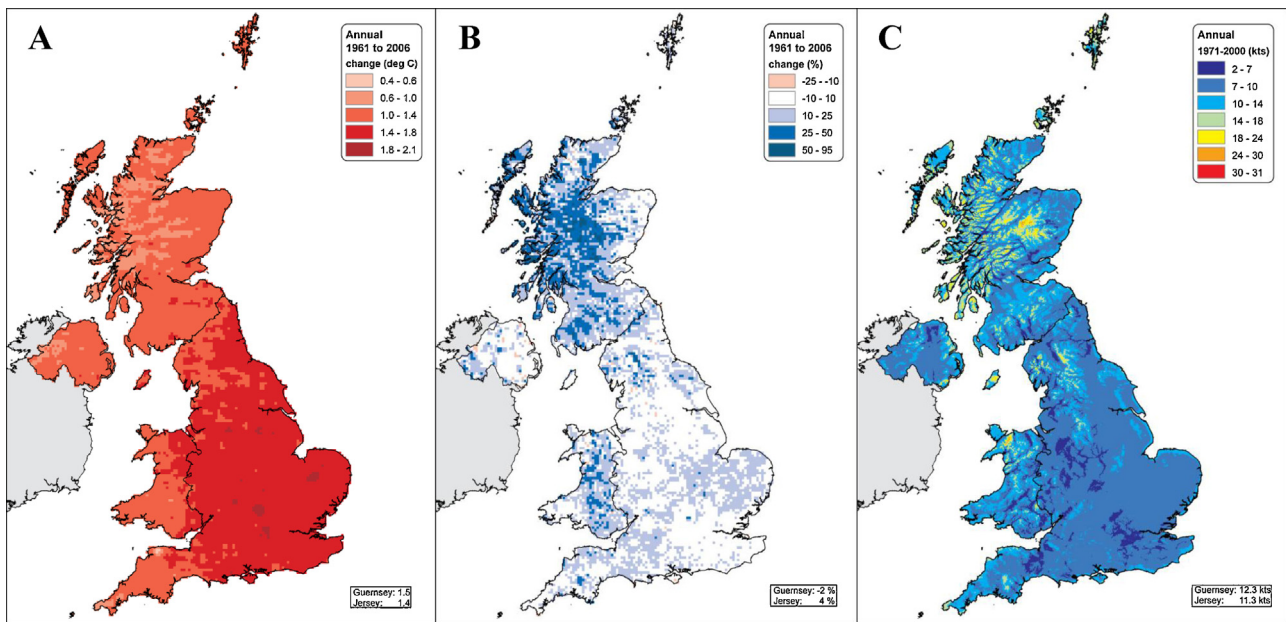 A
Annual
1961 to 2006
change (deg C)
0.4 - 0.6
0.6 - 1.0
1.0 - 1.4
1.4 - 1.8
1.8 - 2.1
Guernsey: 1.5
Jersey: 1.4
B
Annual
1961 to 2006
change (%)
-25 - -10
-10 - 10
10 - 25
25 - 50
50 - 95
Guernsey: -2 %
Jersey: 4 %
C
Annual
1971-2000 (kts)
2 - 7
7 - 10
10 - 14
14 - 18
18 - 24
24 - 30
30 - 31
Guernsey: 12.3 kts
Jersey: 11.3 kts